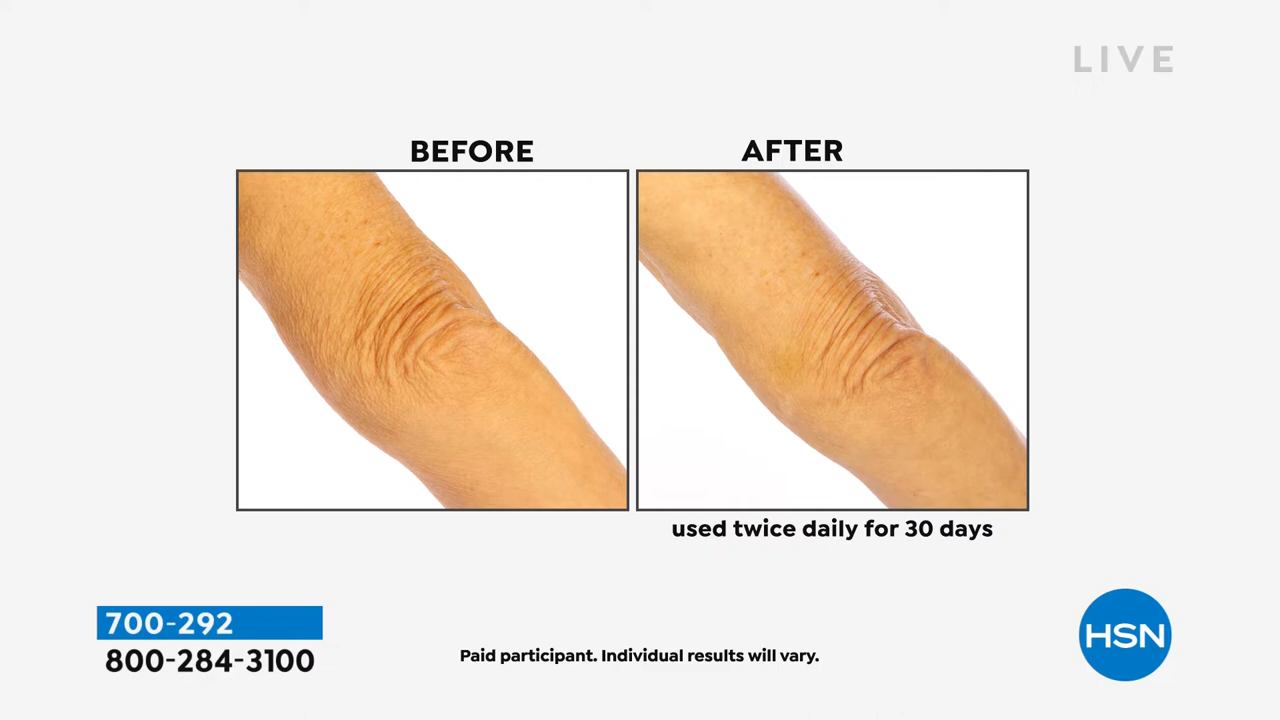 LIVE
BEFORE
AFTER
used twice daily for 30 days
700-292
800-284-3100
Paid participant. Individual results will vary.
HSN